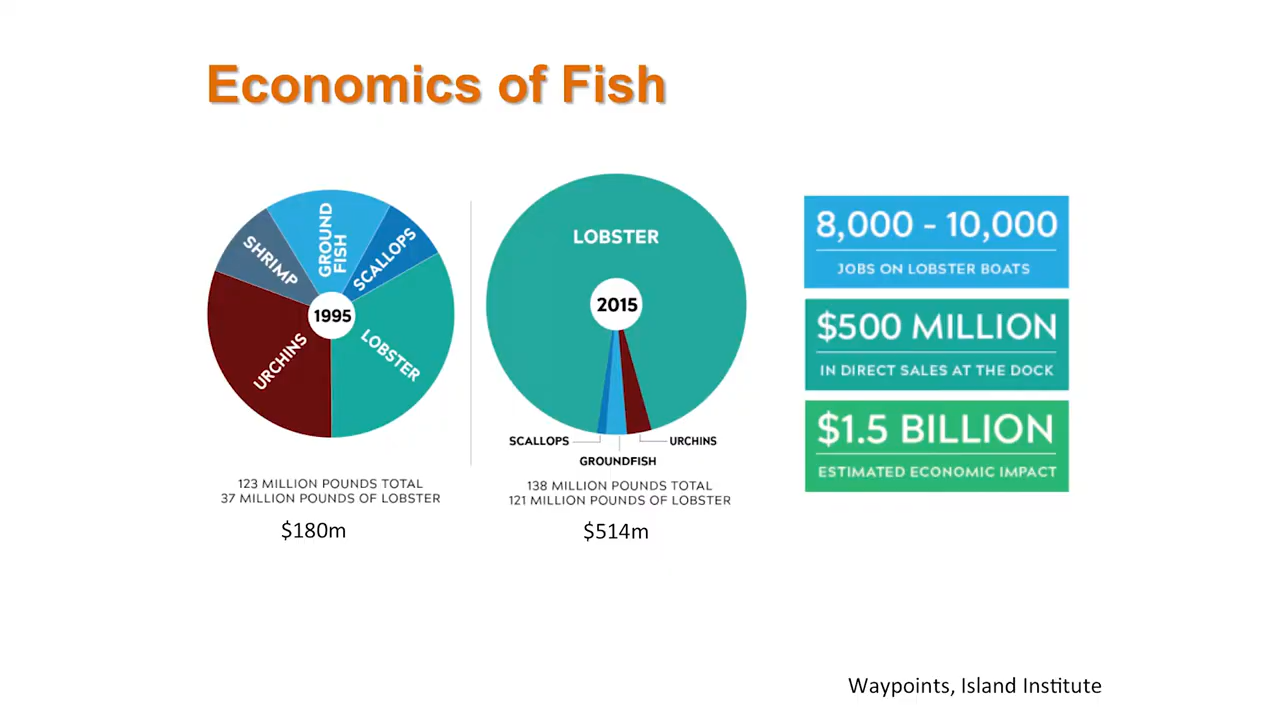 Economics of Fish
GROUND
FISH
SHRIMP
SCALLOPS
1995
URCHINS
LOBSTER
123 MILLION POUNDS TOTAL
37 MILLION POUNDS OF LOBSTER
$180m
LOBSTER
2015
SCALLOPS
URCHINS
GROUNDFISH
138 MILLION POUNDS TOTAL
121 MILLION POUNDS OF LOBSTER
$514m
8,000 - 10,000
JOBS ON LOBSTER BOATS
$500 MILLION
IN DIRECT SALES AT THE DOCK
$1.5 BILLION
ESTIMATED ECONOMIC IMPACT
Waypoints, Island Institute